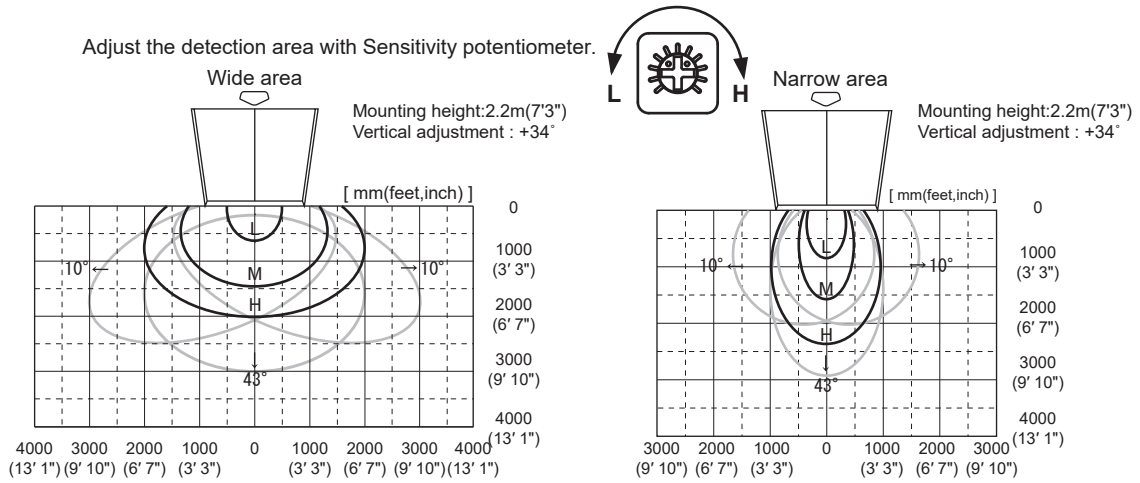 Adjust the detection area with Sensitivity potentiometer.
L H
Wide area
Mounting height:2.2m(7'3")
Vertical adjustment : +34˚
[ mm(feet,inch) ]
L
M
H
10° ←
→ 10°
↓
43°
0
1000
(3′ 3")
2000
(6′ 7")
3000
(9′ 10")
4000
(13′ 1")
4000 3000 2000 1000 0 1000 2000 3000 4000
(13′ 1") (9′ 10") (6′ 7") (3′ 3") (3′ 3") (6′ 7") (9′ 10") (13′ 1")
Narrow area
Mounting height:2.2m(7'3")
Vertical adjustment : +34˚
[ mm(feet,inch) ]
L
M
H
10° ←
→ 10°
↓
43°
0
1000
(3′ 3")
2000
(6′ 7")
3000
(9′ 10")
4000
(13′ 1")
3000 2000 1000 0 1000 2000 3000
(9′ 10") (6′ 7") (3′ 3") (3′ 3") (6′ 7") (9′ 10")